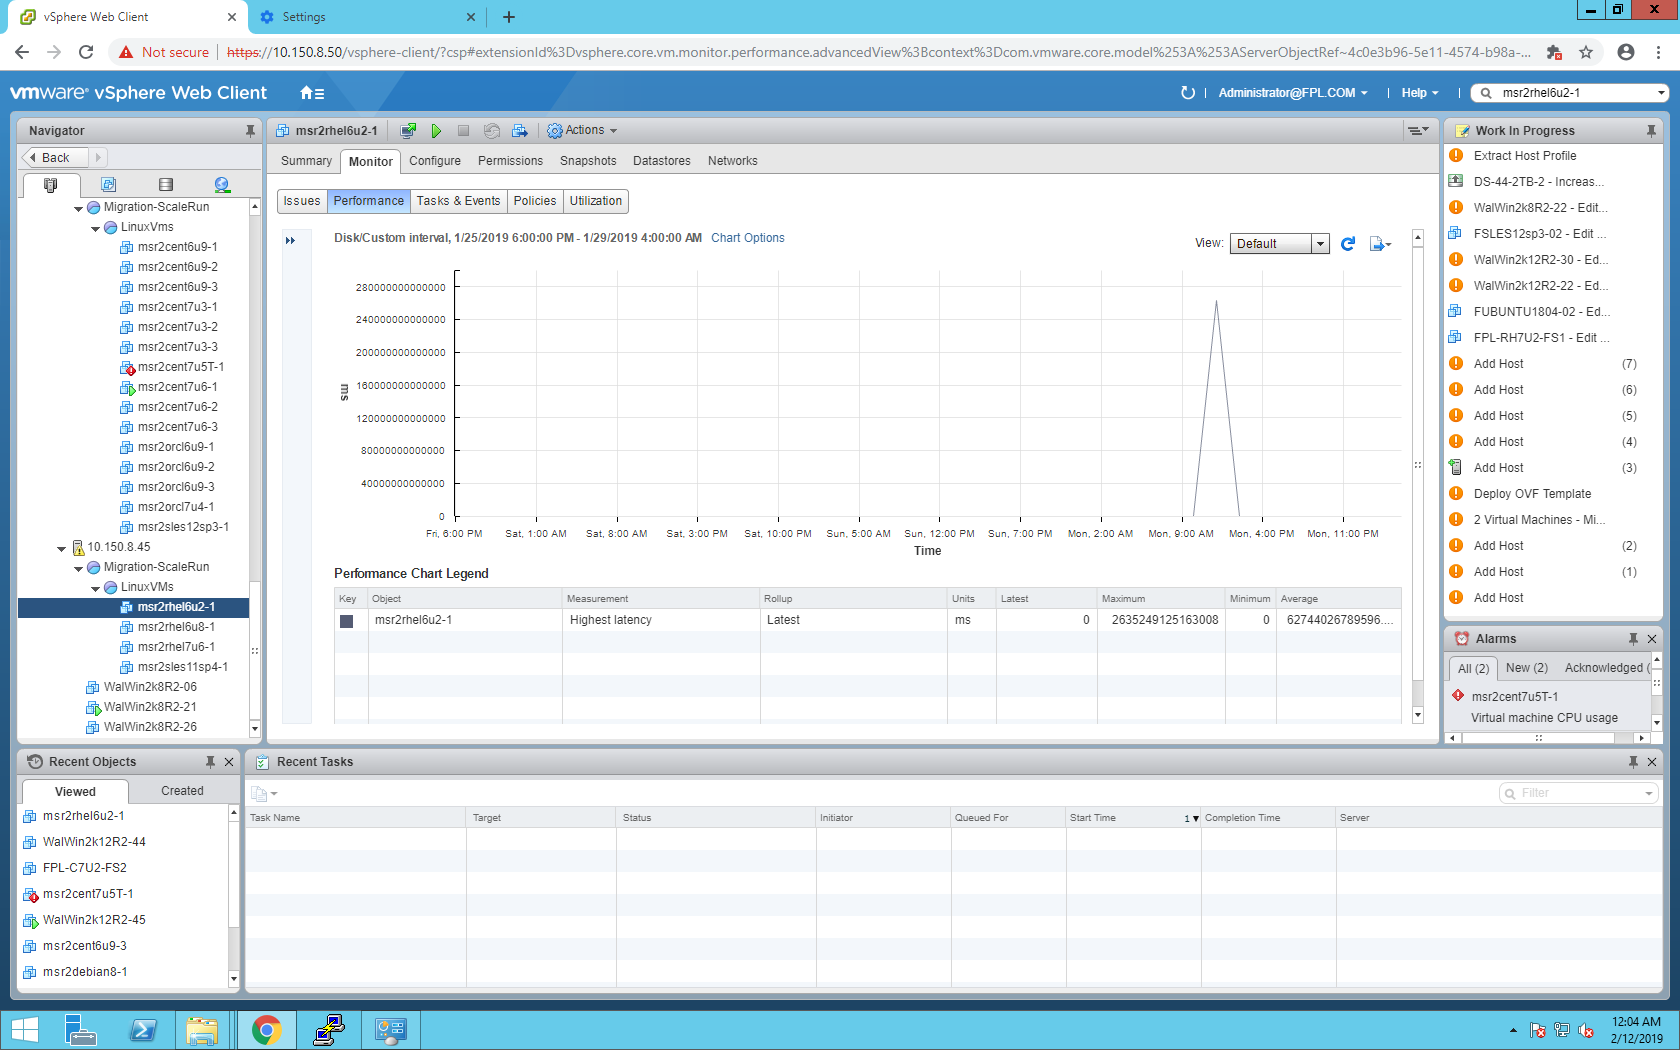 vSphere Web Client
Settings
Not secure
https://10.150.8.50/vsphere-client/?csp#extensionId%3Dvsphere.core.vm.monitor.performance.advancedView%3Bcontext%3Dcom.vmware.core.model%253A%253AServerObjectRef~4c0e3b96-5e11-4574-b98a-...
vmware® vSphere Web Client
Administrator@FPL.COM
Help
msr2rhel6u2-1
Navigator
Back
Migration-ScaleRun
LinuxVms
msr2cent6u9-1
msr2cent6u9-2
msr2cent6u9-3
msr2cent7u3-1
msr2cent7u3-2
msr2cent7u3-3
msr2cent7u5T-1
msr2cent7u6-1
msr2cent7u6-2
msr2cent7u6-3
msr2orcl6u9-1
msr2orcl6u9-2
msr2orcl6u9-3
msr2orcl7u4-1
msr2sles12sp3-1
10.150.8.45
Migration-ScaleRun
LinuxVMs
msr2rhel6u2-1
msr2rhel6u8-1
msr2rhel7u6-1
msr2sles11sp4-1
WalWin2k8R2-06
WalWin2k8R2-21
WalWin2k8R2-26
msr2rhel6u2-1
Actions
Summary Monitor Configure Permissions Snapshots Datastores Networks
Issues Performance Tasks & Events Policies Utilization
Disk/Custom interval, 1/25/2019 6:00:00 PM - 1/29/2019 4:00:00 AM Chart Options
View: Default
280000000000000
240000000000000
200000000000000
160000000000000
120000000000000
80000000000000
40000000000000
0
ms
Fri, 6:00 PM Sat, 1:00 AM Sat, 8:00 AM Sat, 3:00 PM Sat, 10:00 PM Sun, 5:00 AM Sun, 12:00 PM Sun, 7:00 PM Mon, 2:00 AM Mon, 9:00 AM Mon, 4:00 PM Mon, 11:00 PM
Time
Performance Chart Legend
Key Object Measurement Rollup Units Latest Maximum Minimum Average
msr2rhel6u2-1 Highest latency Latest ms 0 2635249125163008 0 62744026789596....
Work In Progress
Extract Host Profile
DS-44-2TB-2 - Increas...
WalWin2k8R2-22 - Edit...
FSLES12sp3-02 - Edit ...
WalWin2k12R2-30 - Ed...
WalWin2k12R2-22 - Ed...
FUBUNTU1804-02 - Ed...
FPL-RH7U2-FS1 - Edit ...
Add Host (7)
Add Host (6)
Add Host (5)
Add Host (4)
Add Host (3)
Deploy OVF Template
2 Virtual Machines - Mi...
Add Host (2)
Add Host (1)
Add Host
Alarms
All (2) New (2) Acknowledged (
msr2cent7u5T-1
Virtual machine CPU usage
Recent Objects
Viewed Created
msr2rhel6u2-1
WalWin2k12R2-44
FPL-C7U2-FS2
msr2cent7u5T-1
WalWin2k12R2-45
msr2cent6u9-3
msr2debian8-1
Recent Tasks
Filter
Task Name Target Status Initiator Queued For Start Time 1 Completion Time Server
12:04 AM
2/12/2019